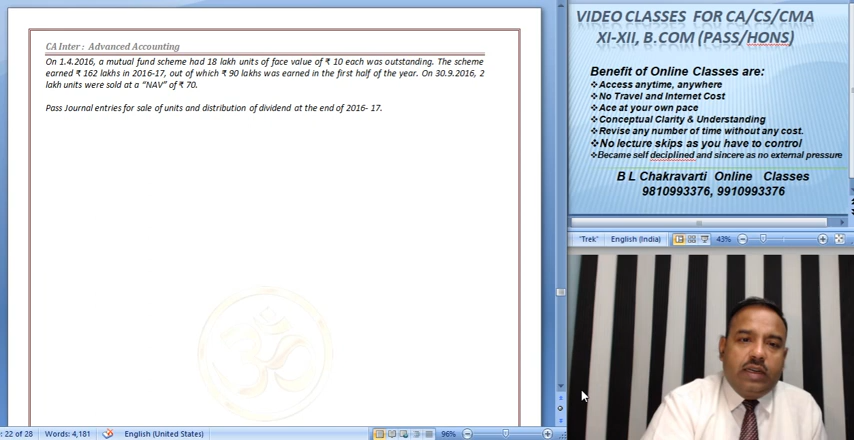 CA Inter : Advanced Accounting
On 1.4.2016, a mutual fund scheme had 18 lakh units of face value of ₹ 10 each was outstanding. The scheme
earned ₹ 162 lakhs in 2016-17, out of which ₹ 90 lakhs was earned in the first half of the year. On 30.9.2016, 2
lakh units were sold at a "NAV" of ₹ 70.
Pass Journal entries for sale of units and distribution of dividend at the end of 2016- 17.
: 22 of 28
Words: 4,181
English (United States)
96%
VIDEO CLASSES FOR CA/CS/CMA
XI-XII, B.COM (PASS/HONS)
Benefit of Online Classes are:
❖Access anytime, anywhere
❖No Travel and Internet Cost
❖Ace at your own pace
❖Conceptual Clarity & Understanding
❖Revise any number of time without any cost.
❖No lecture skips as you have to control
❖Became self deciplined and sincere as no external pressure
B L Chakravarti Online Classes
9810993376, 9910993376
"Trek"
English (India)
43%